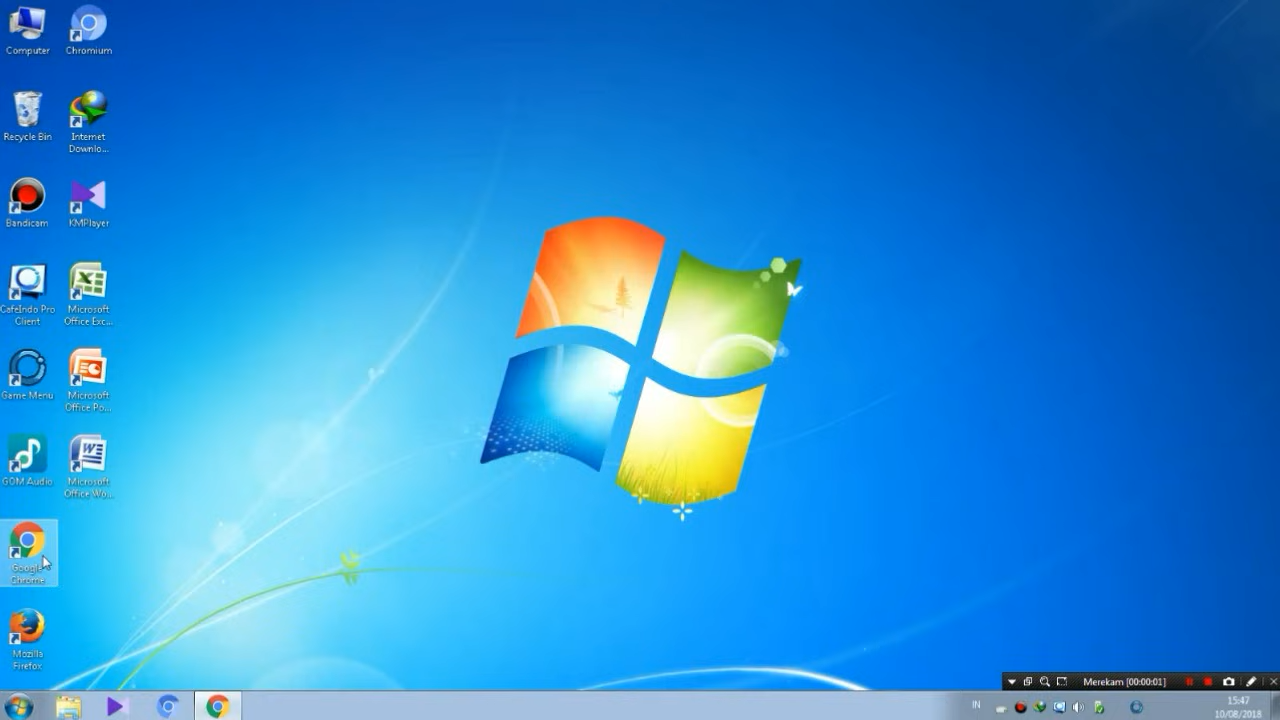 Computer
Chromium
Recycle Bin
Internet
Downlo...
Bandicam
KMPlayer
CafeIndo Pro
Client
Microsoft
Office Exc...
Game Menu
Microsoft
Office Po...
GOM Audio
Microsoft
Office Wo...
Google
Chrome
Mozilla
Firefox
Merekam [00:00:01]
IN
15:47
10/08/2018